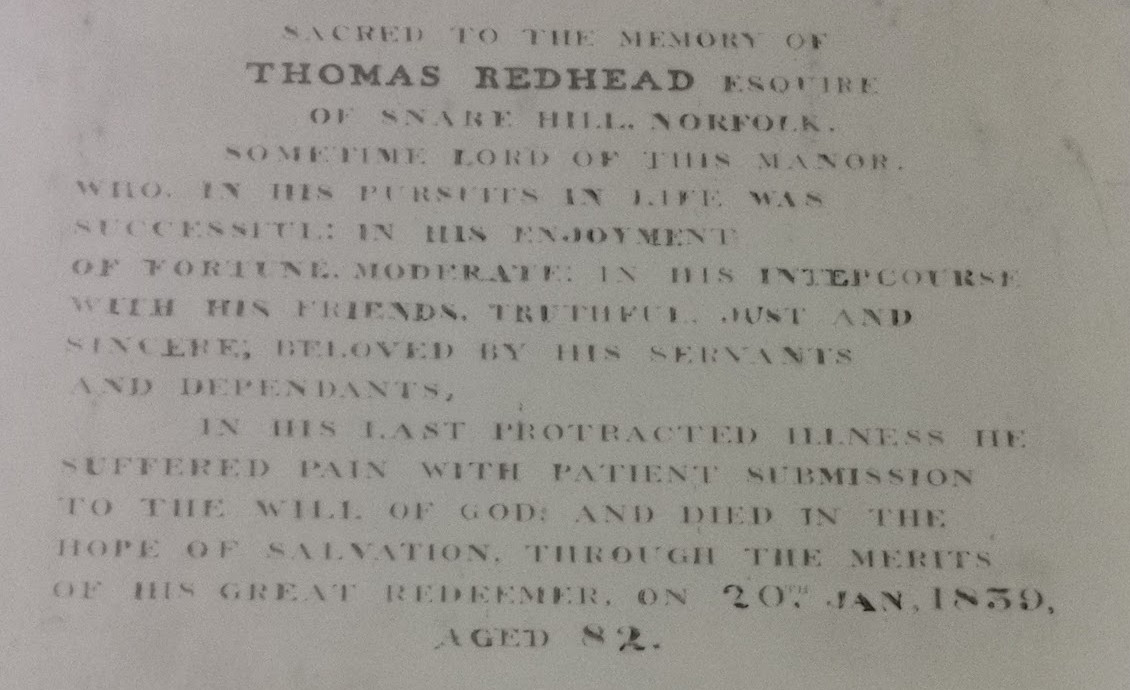 SACRED TO THE MEMORY OF
THOMAS REDHEAD ESQUIRE
OF SNARE HILL, NORFOLK.
SOMETIME LORD OF THIS MANOR.
WHO, IN HIS PURSUITS IN LIFE WAS
SUCCESSFUL: IN HIS ENJOYMENT
OF FORTUNE, MODERATE: IN HIS INTERCOURSE
WITH HIS FRIENDS, TRUTHFUL, JUST AND
SINCERE; BELOVED BY HIS SERVANTS
AND DEPENDANTS,
IN HIS LAST PROTRACTED ILLNESS HE
SUFFERED PAIN WITH PATIENT SUBMISSION
TO THE WILL OF GOD: AND DIED IN THE
HOPE OF SALVATION, THROUGH THE MERITS
OF HIS GREAT REDEEMER, ON 20TH. JAN, 1839,
AGED 82.